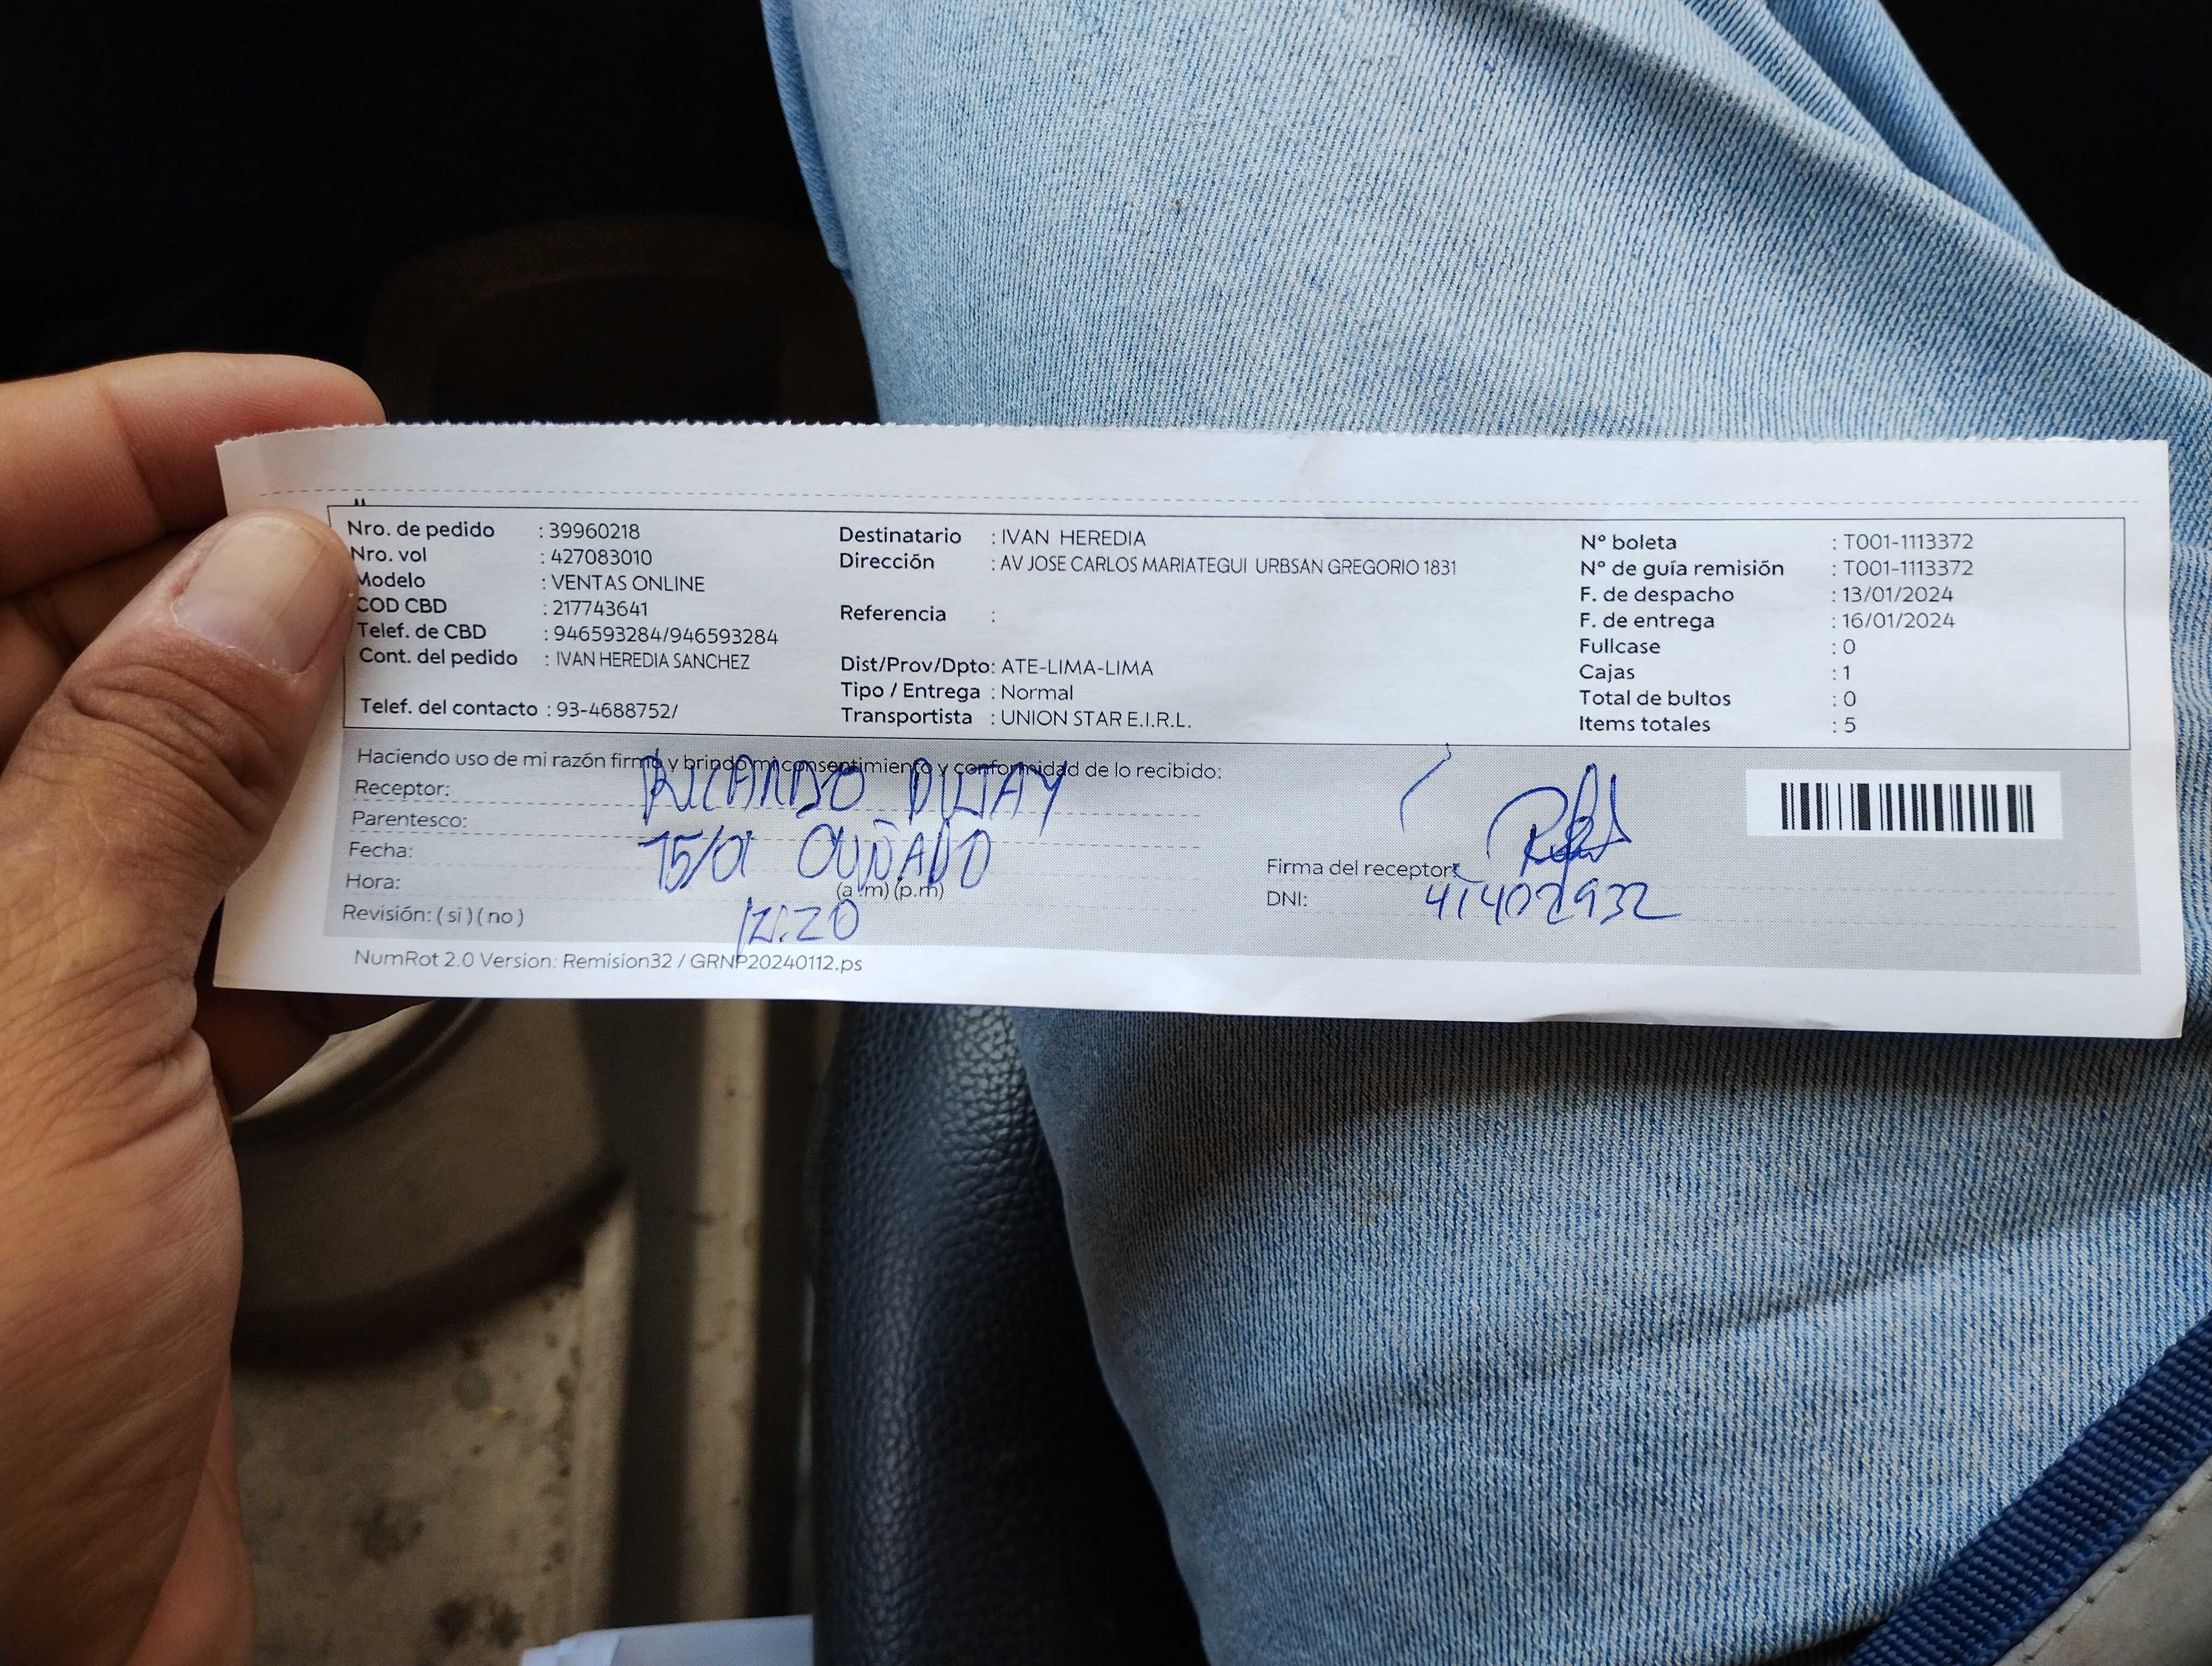 Nro. de pedido : 39960218
Nro. vol : 427083010
Modelo : VENTAS ONLINE
COD CBD : 217743641
Telef. de CBD : 946593284/946593284
Cont. del pedido : IVAN HEREDIA SANCHEZ
Telef. del contacto : 93-4688752/
Destinatario : IVAN HEREDIA
Dirección : AV JOSE CARLOS MARIATEGUI URBSAN GREGORIO 1831
Referencia :
Dist/Prov/Dpto: ATE-LIMA-LIMA
Tipo / Entrega : Normal
Transportista : UNION STAR E.I.R.L.
Nº boleta : T001-1113372
Nº de guía remisión : T001-1113372
F. de despacho : 13/01/2024
F. de entrega : 16/01/2024
Fullcase : 0
Cajas : 1
Total de bultos : 0
Items totales : 5
Haciendo uso de mi razón firmo y brindo mi consentimiento y conformidad de lo recibido:
Receptor: RICARDO
Parentesco: CUÑADO
Fecha: 15/01
Hora: (a.m) (p.m)
12:20
Revisión: ( si ) ( no )
Firma del receptor:
DNI: 41402932
NumRot 2.0 Version: Remision32 / GRNP20240112.ps